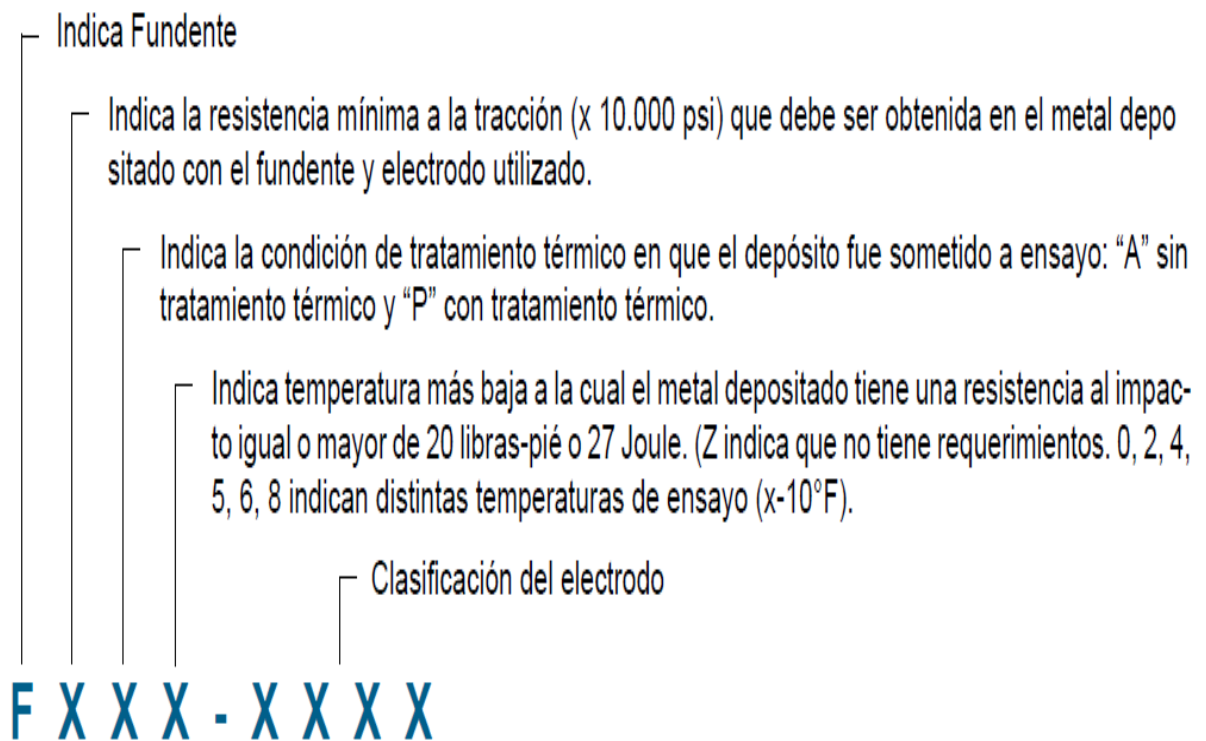 Indica Fundente
Indica la resistencia mínima a la tracción (x 10.000 psi) que debe ser obtenida en el metal depo
sitado con el fundente y electrodo utilizado.
Indica la condición de tratamiento térmico en que el depósito fue sometido a ensayo: “A” sin
tratamiento térmico y “P” con tratamiento térmico.
Indica temperatura más baja a la cual el metal depositado tiene una resistencia al impac-
to igual o mayor de 20 libras-pié o 27 Joule. (Z indica que no tiene requerimientos. 0, 2, 4,
5, 6, 8 indican distintas temperaturas de ensayo (x-10°F).
Clasificación del electrodo
F X X X - X X X X